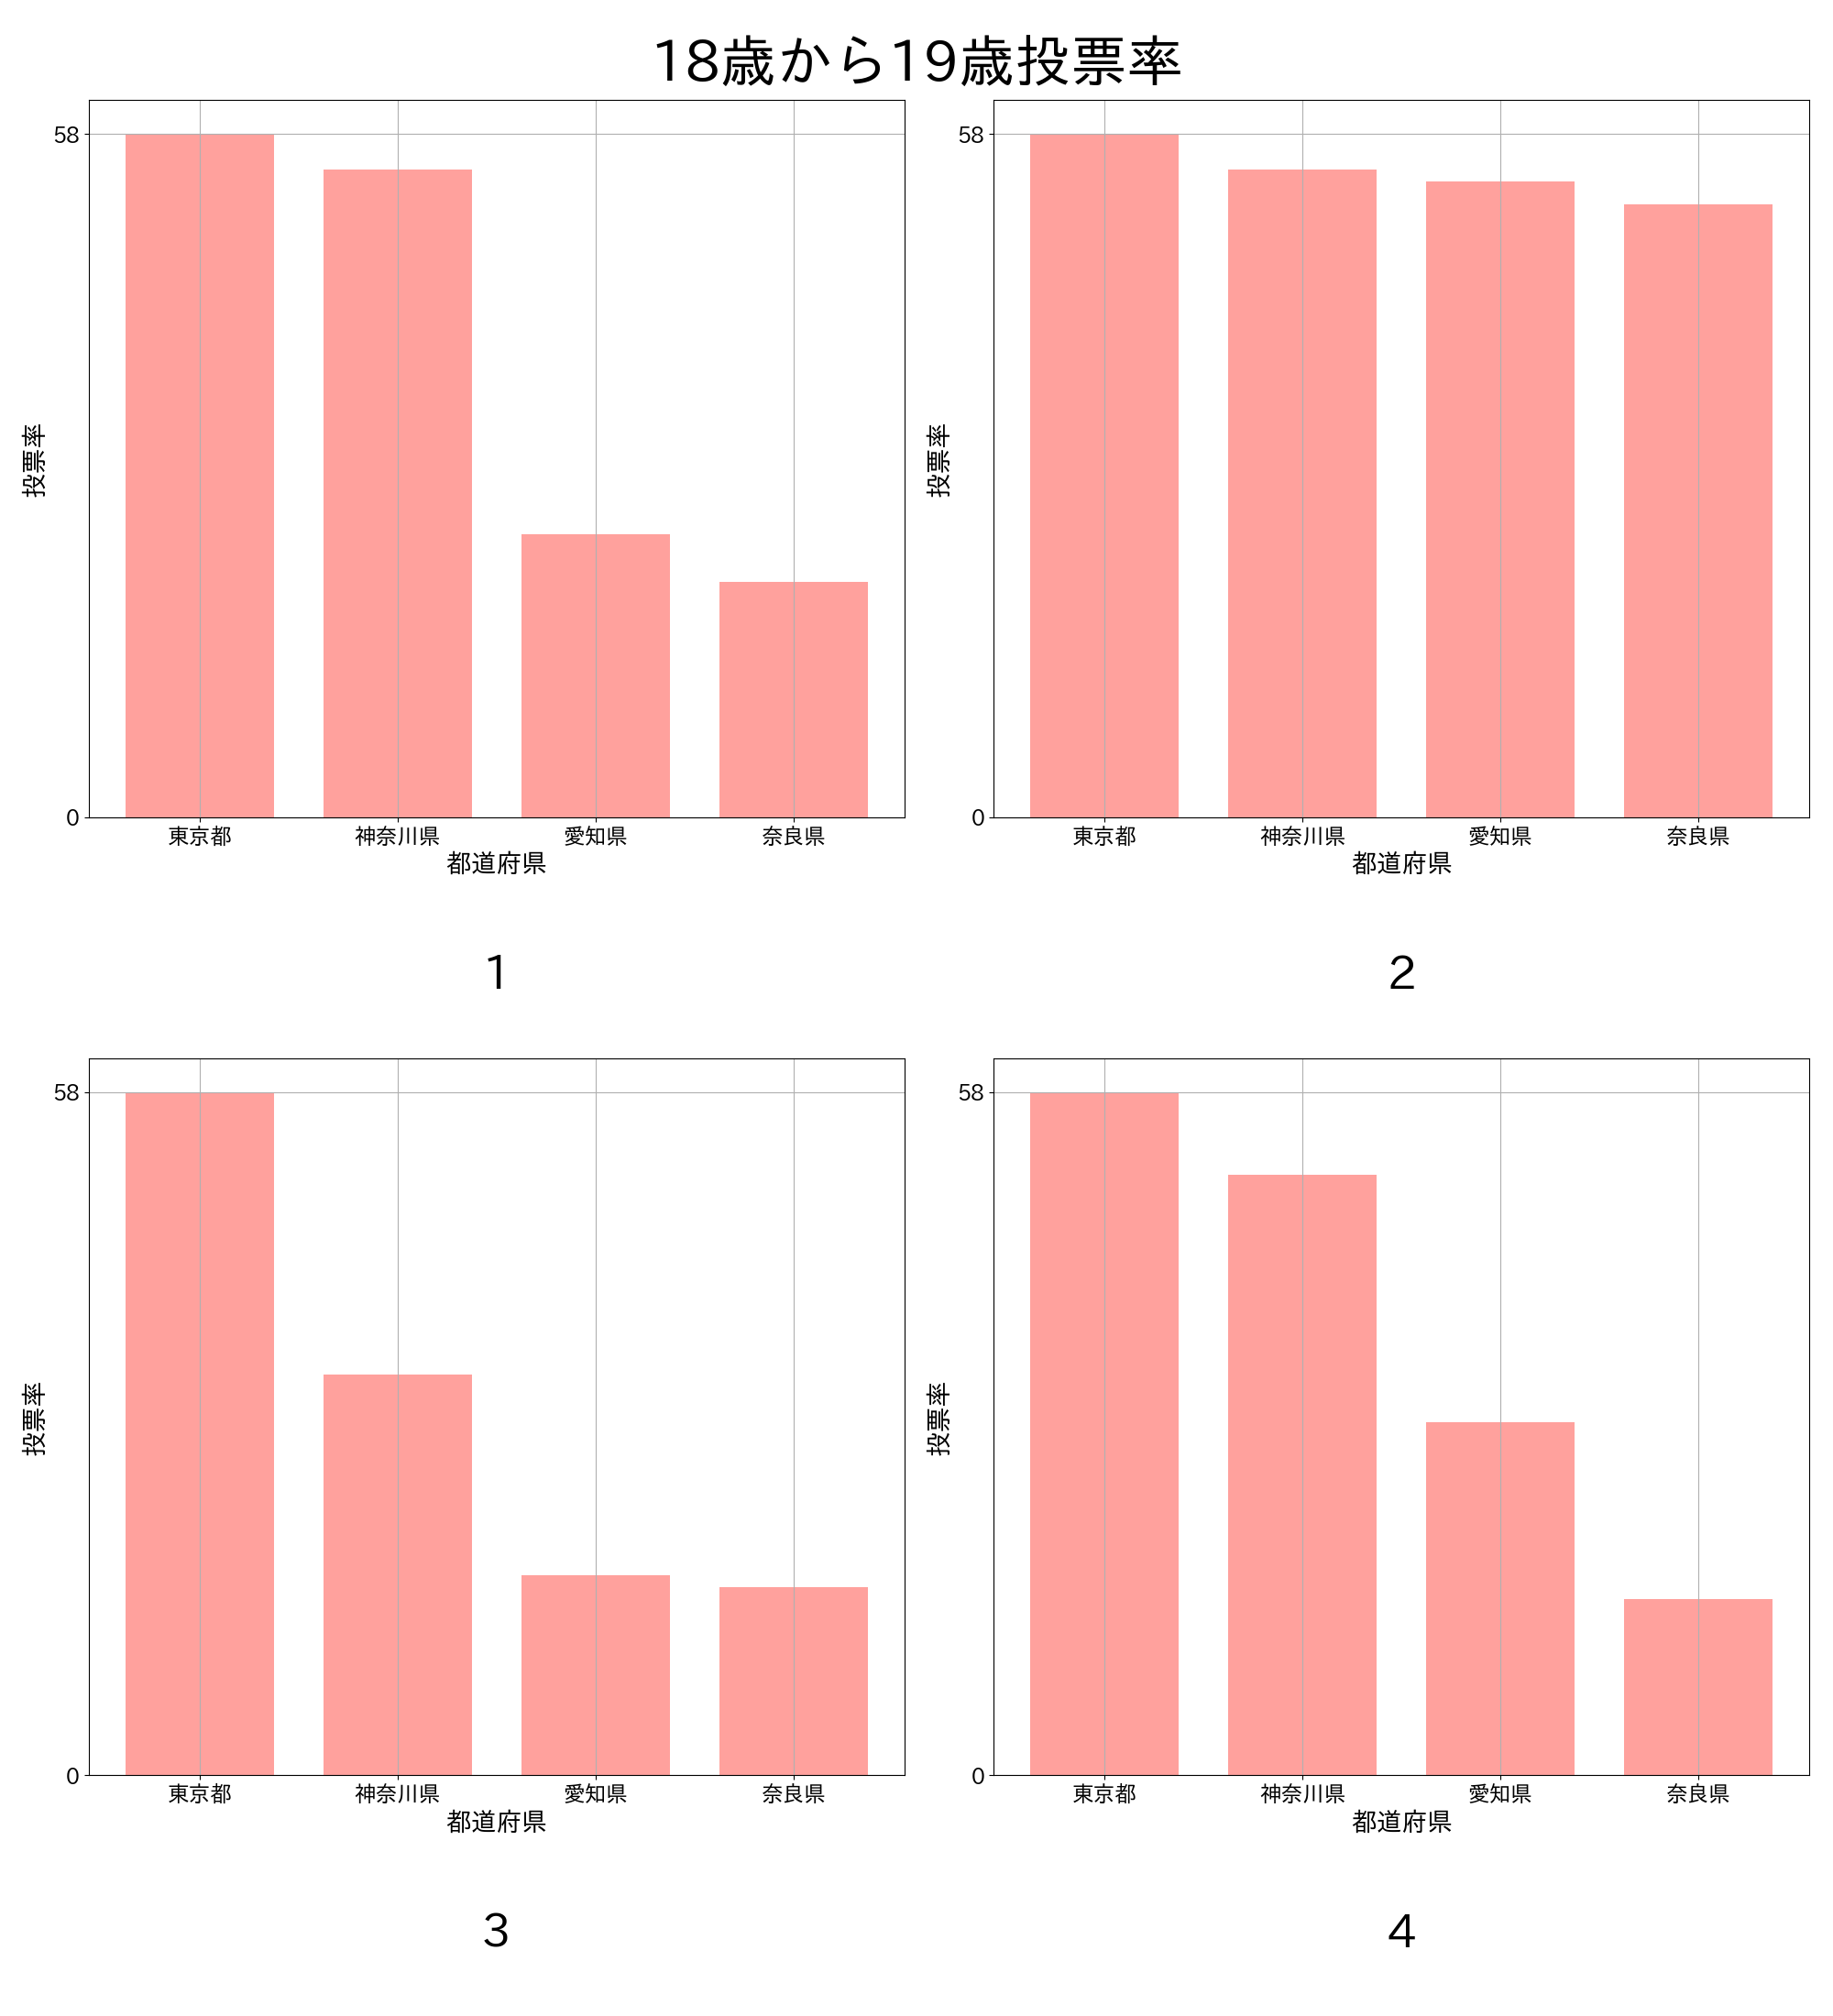 18歳から19歳投票率
58
0
投票率
東京都 神奈川県 愛知県 奈良県
都道府県
1
58
0
投票率
東京都 神奈川県 愛知県 奈良県
都道府県
2
58
0
投票率
東京都 神奈川県 愛知県 奈良県
都道府県
3
58
0
投票率
東京都 神奈川県 愛知県 奈良県
都道府県
4